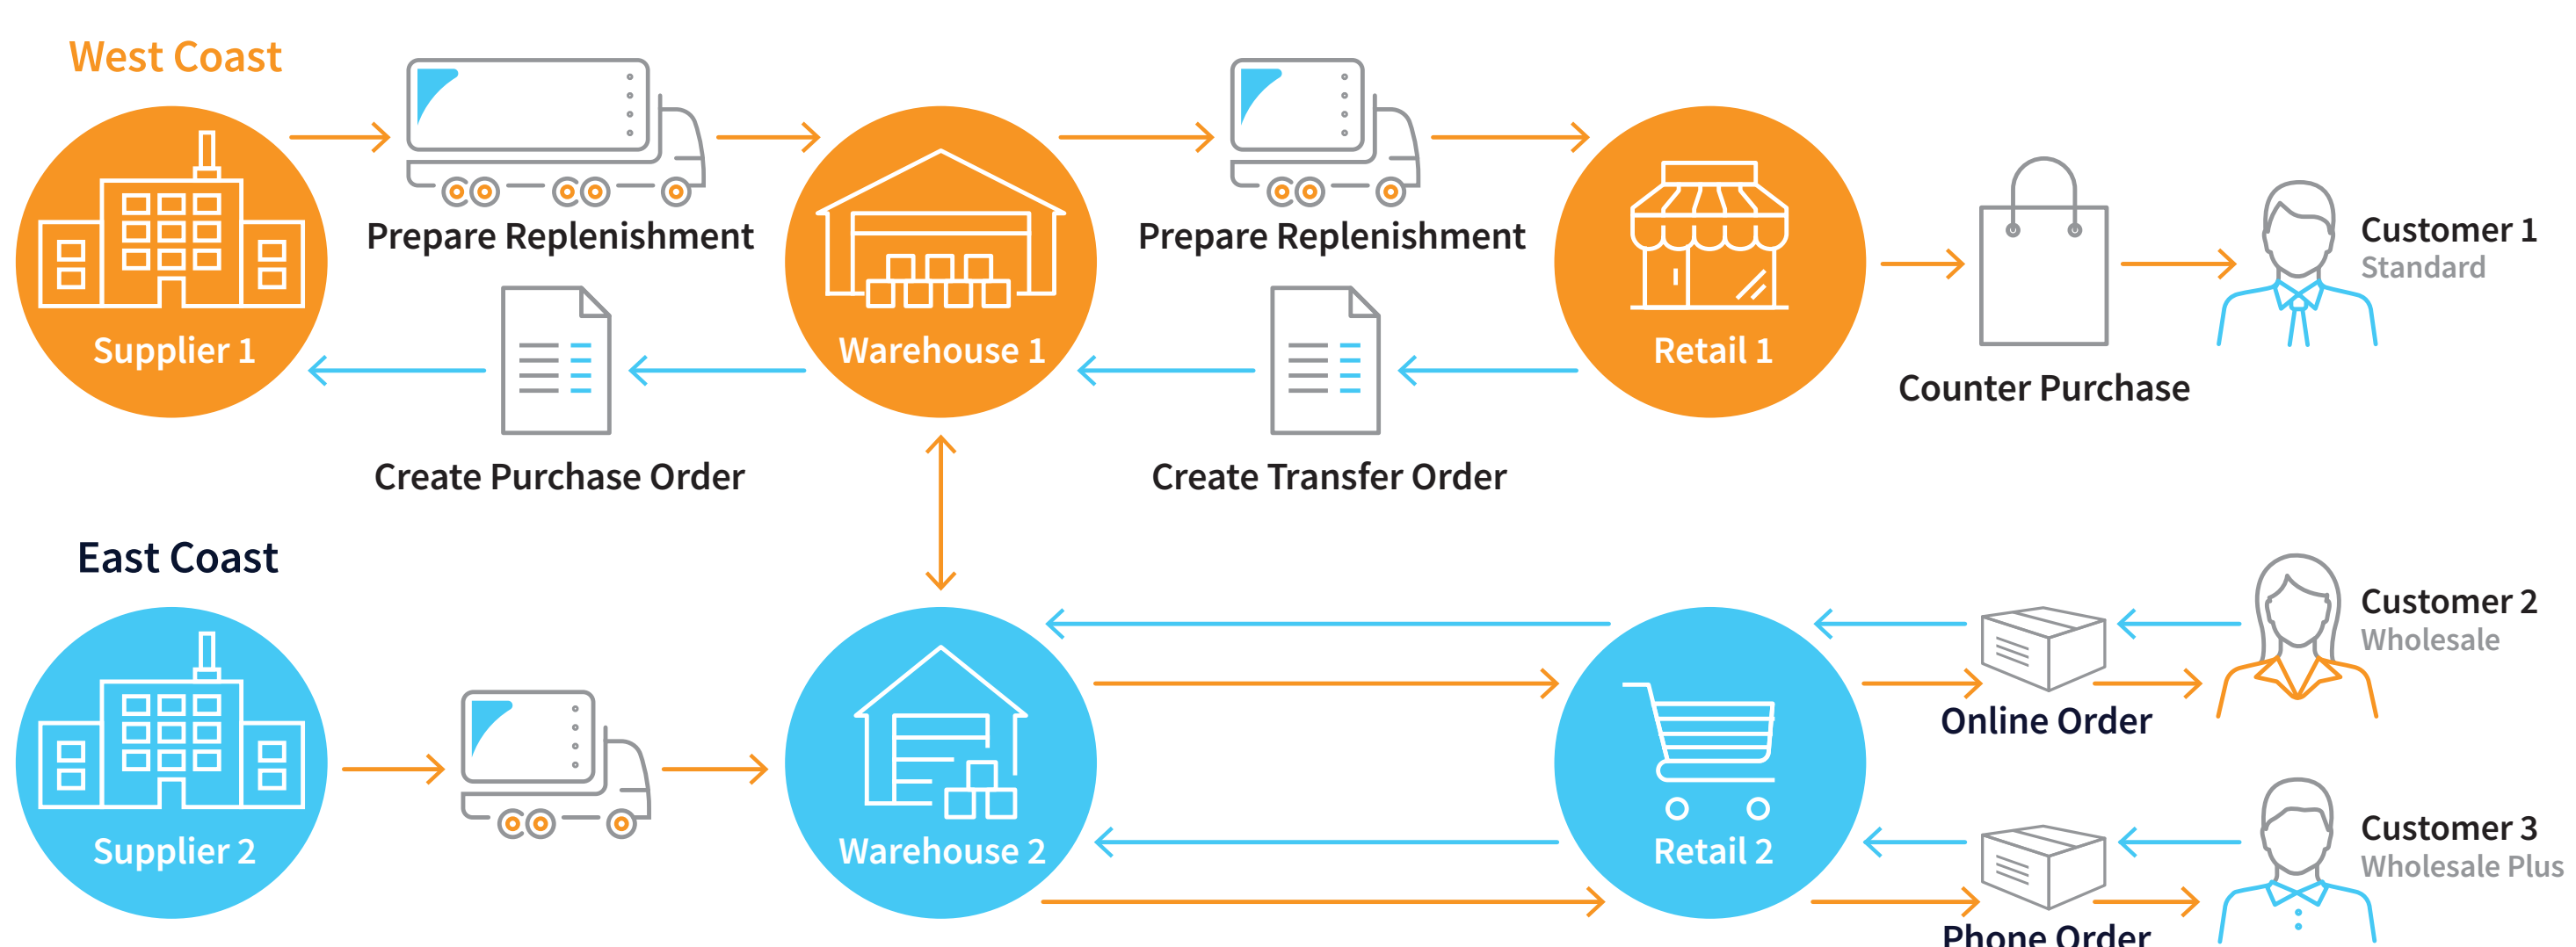 West Coast
Prepare Replenishment
Prepare Replenishment
Customer 1
Standard
Supplier 1
Warehouse 1
Retail 1
Counter Purchase
Create Purchase Order
Create Transfer Order
East Coast
Customer 2
Wholesale
Online Order
Supplier 2
Warehouse 2
Retail 2
Customer 3
Wholesale Plus
Phone Order